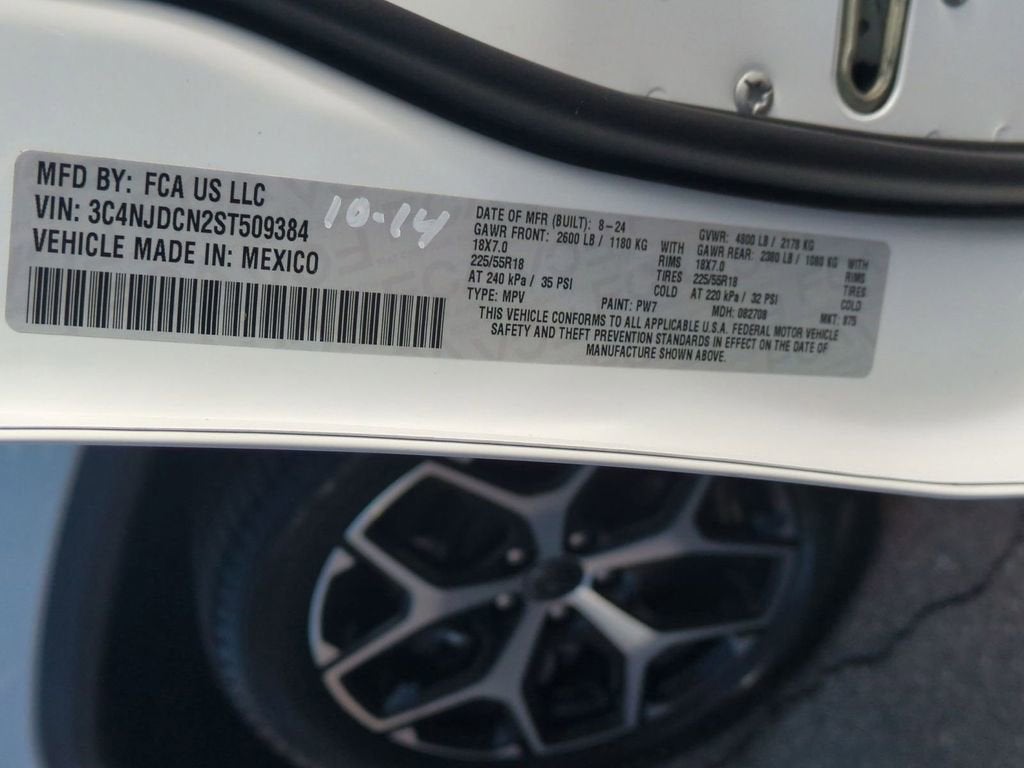 MFD BY: FCA US LLC
VIN: 3C4NJDCN2ST509384
VEHICLE MADE IN: MEXICO
10-14
DATE OF MFR (BUILT): 8-24 GVWR: 4800 LB / 2178 KG
GAWR FRONT: 2600 LB / 1180 KG WITH GAWR REAR: 2380 LB / 1080 KG WITH
18X7.0 RIMS 18X7.0 RIMS
225/55R18 TIRES 225/55R18 TIRES
AT 240 kPa / 35 PSI COLD AT 220 kPa / 32 PSI COLD
TYPE: MPV PAINT: PW7 MDH: 082708 MKT: 875
THIS VEHICLE CONFORMS TO ALL APPLICABLE U.S.A. FEDERAL MOTOR VEHICLE
SAFETY AND THEFT PREVENTION STANDARDS IN EFFECT ON THE DATE OF
MANUFACTURE SHOWN ABOVE.